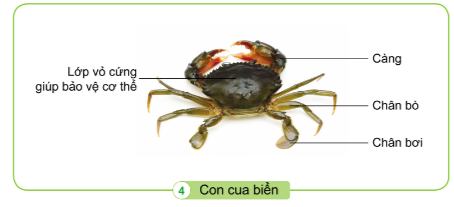 Lớp vỏ cứng
giúp bảo vệ cơ thể
Càng
Chân bò
Chân bơi
4 Con cua biển